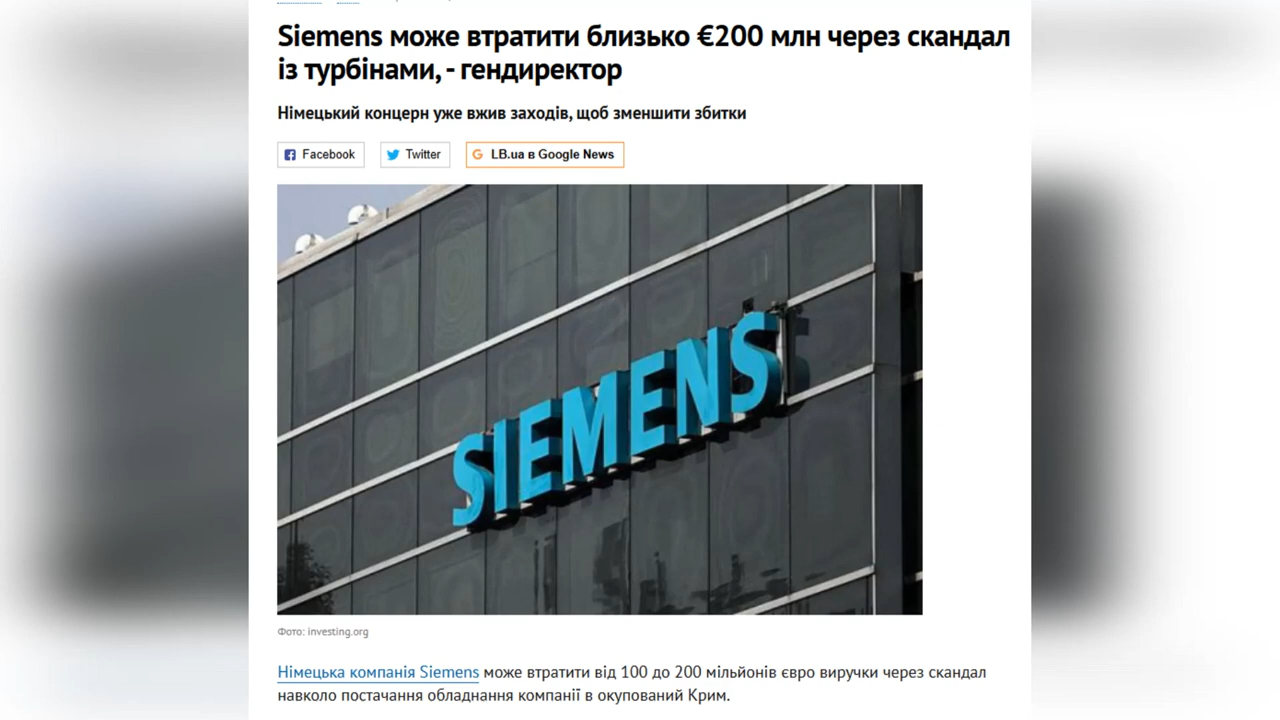 Siemens може втратити близько €200 млн через скандал
із турбінами, - гендиректор
Німецький концерн уже вжив заходів, щоб зменшити збитки
Facebook
Twitter
LB.ua в Google News
SIEMENS
Фото: investing.org
Німецька компанія Siemens може втратити від 100 до 200 мільйонів євро виручки через скандал
навколо постачання обладнання компанії в окупований Крим.